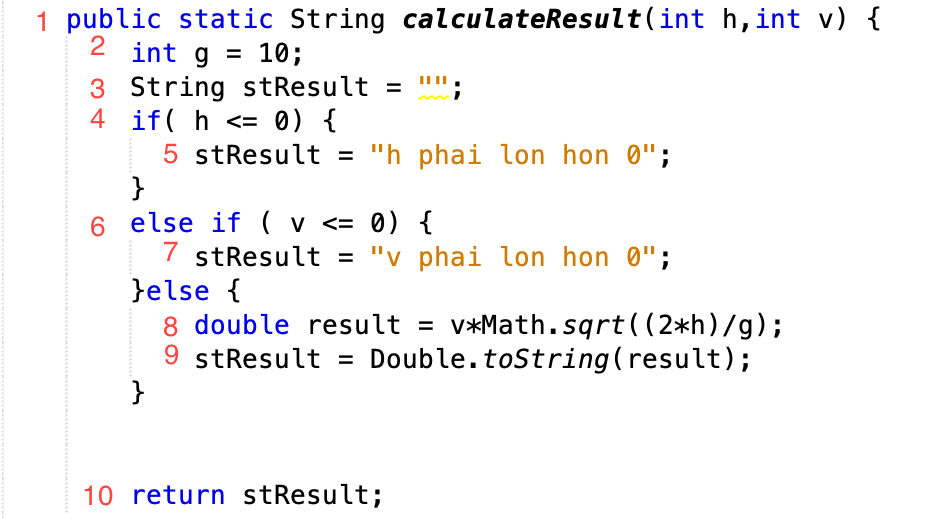 1 public static String calculateResult(int h,int v) {
2 int g = 10;
3 String stResult = "";
4 if( h <= 0) {
5 stResult = "h phai lon hon 0";
}
6 else if ( v <= 0) {
7 stResult = "v phai lon hon 0";
}else {
8 double result = v*Math.sqrt((2*h)/g);
9 stResult = Double.toString(result);
}
10 return stResult;